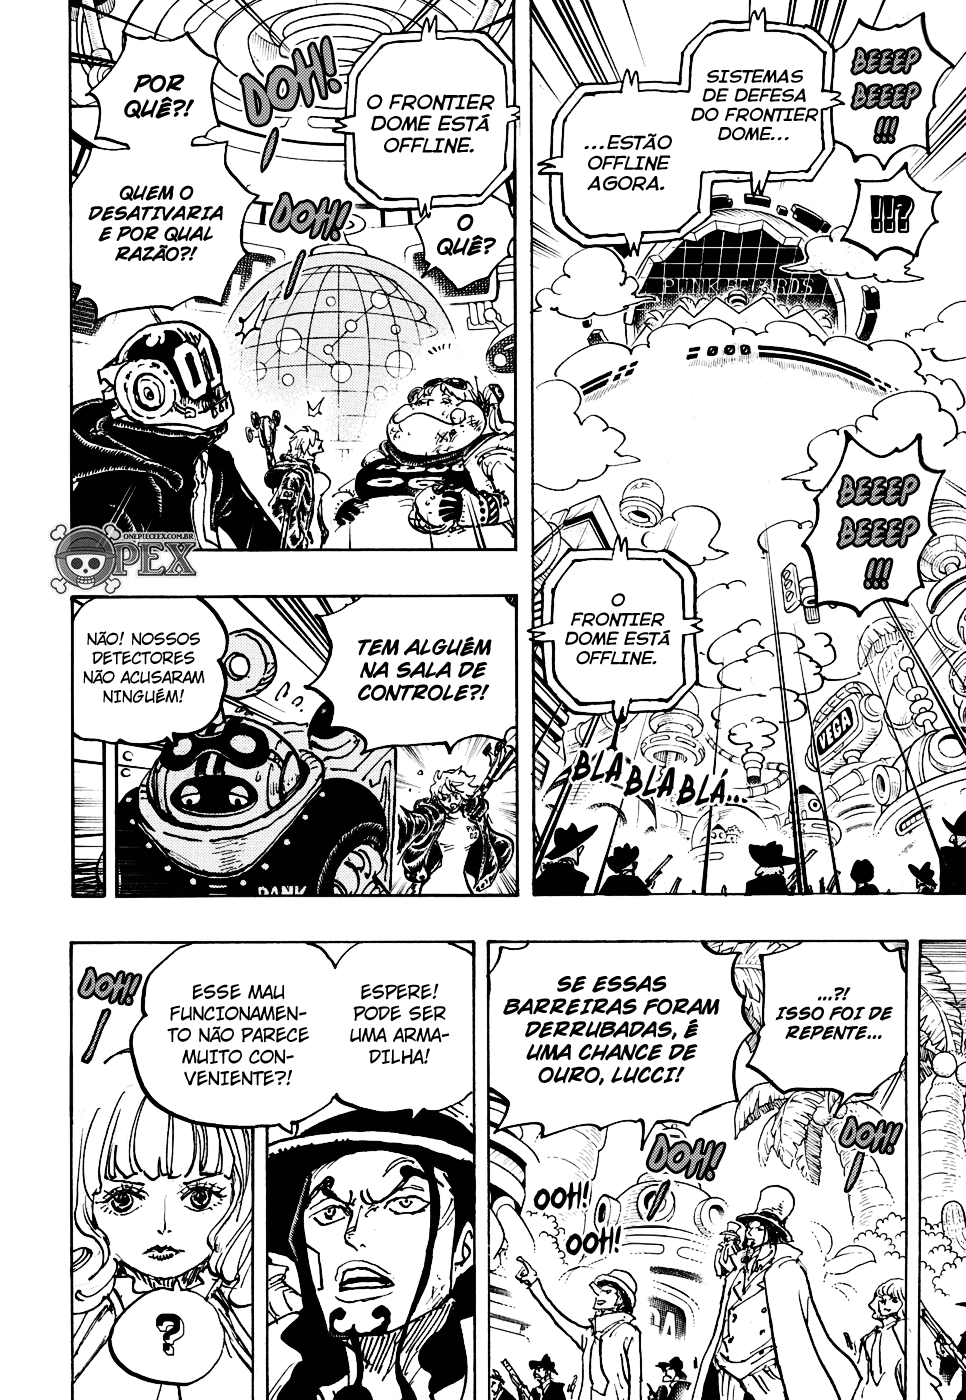 BEEEP
BEEEP
!!!
SISTEMAS
DE DEFESA
DO FRONTIER
DOME...
...ESTÃO
OFFLINE
AGORA.
!!?
PUNK
RDS
BEEEP
BEEEP
!!!
O
FRONTIER
DOME ESTÁ
OFFLINE.
VEGA
BLÁ BLÁ BLÁ...
O FRONTIER
DOME ESTÁ
OFFLINE.
DOH!
O
QUÊ?
DOH!
POR
QUÊ?!
QUEM O
DESATIVARIA
E POR QUAL
RAZÃO?!
01
ONEPIECEEX.COM.BR
OPEX
TEM ALGUÉM
NA SALA DE
CONTROLE?!
NÃO! NOSSOS
DETECTORES
NÃO ACUSARAM
NINGUÉM!
...?!
ISSO FOI DE
REPENTE...
SE ESSAS
BARREIRAS FORAM
DERRUBADAS, É
UMA CHANCE DE
OURO, LUCCI!
DOH!
DOH!
OOH!
OOH!
ESPERE!
PODE SER
UMA ARMA-
DILHA!
ESSE MAU
FUNCIONAMEN-
TO NÃO PARECE
MUITO CON-
VENIENTE?!
DOH!
?